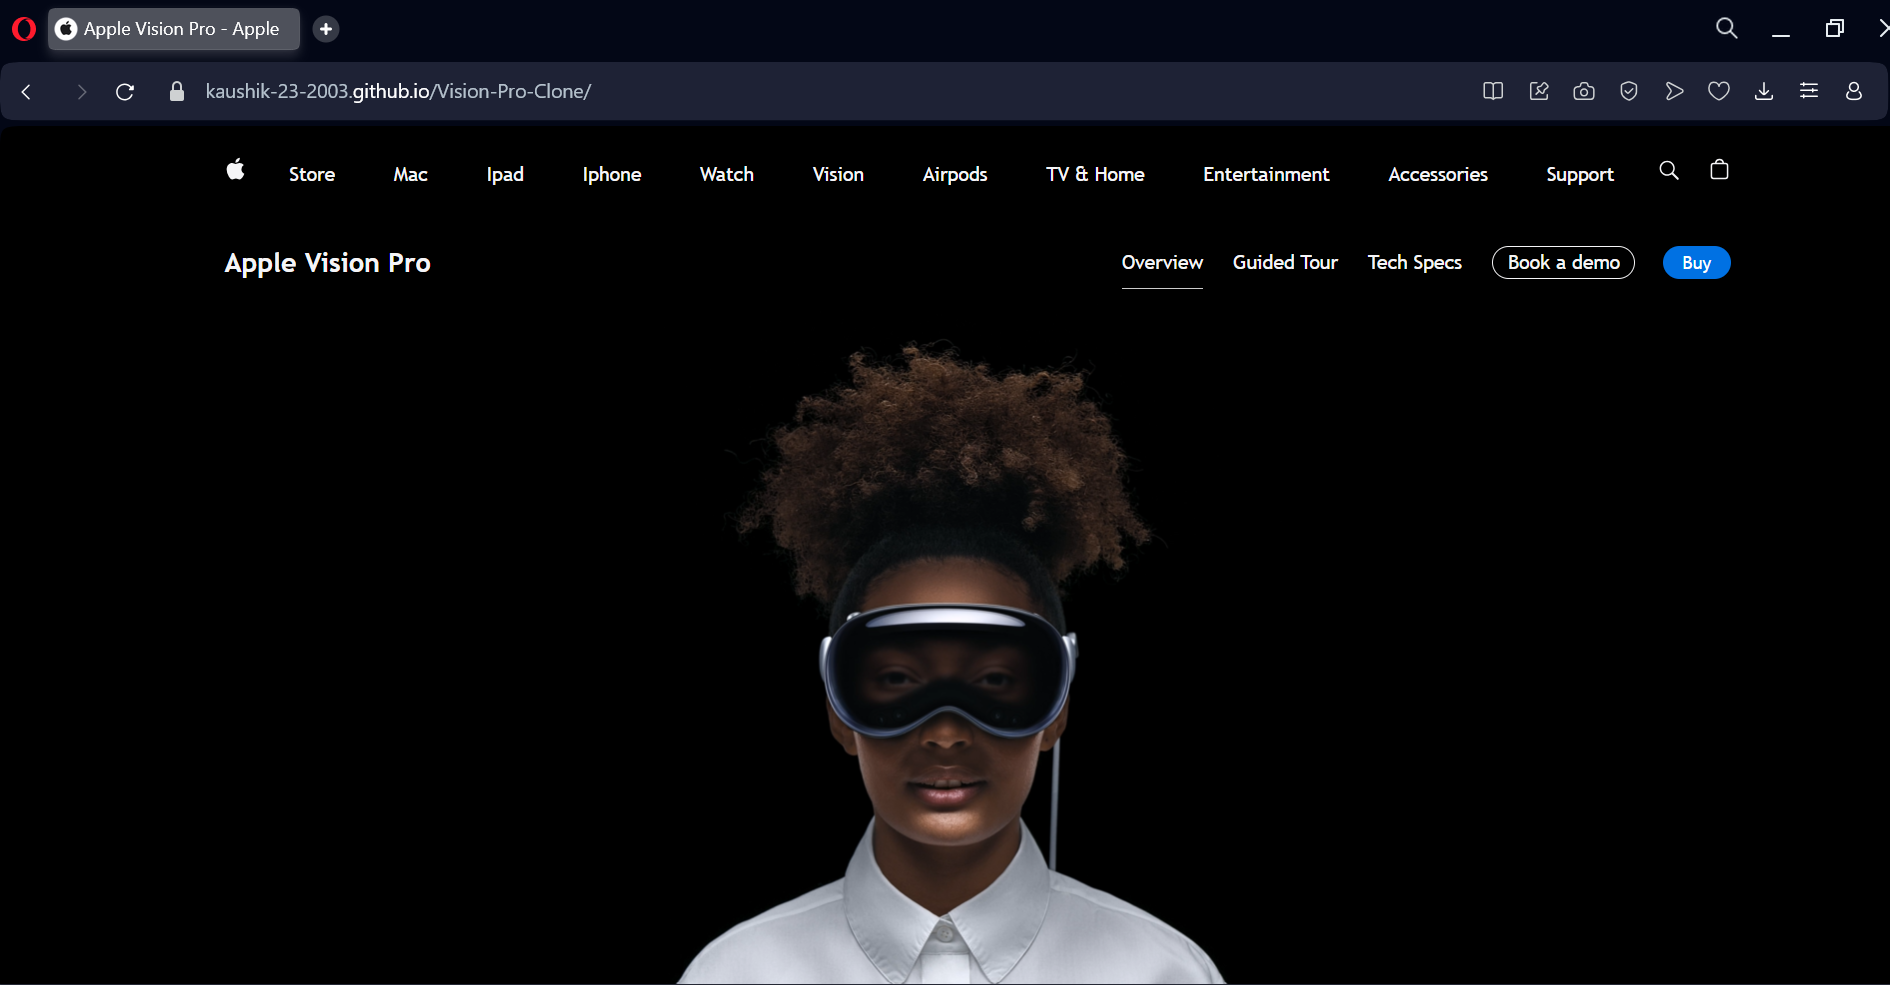 Apple Vision Pro - Apple
kaushik-23-2003.github.io/Vision-Pro-Clone/
Store Mac Ipad Iphone Watch Vision Airpods TV & Home Entertainment Accessories Support
Apple Vision Pro Overview Guided Tour Tech Specs Book a demo Buy